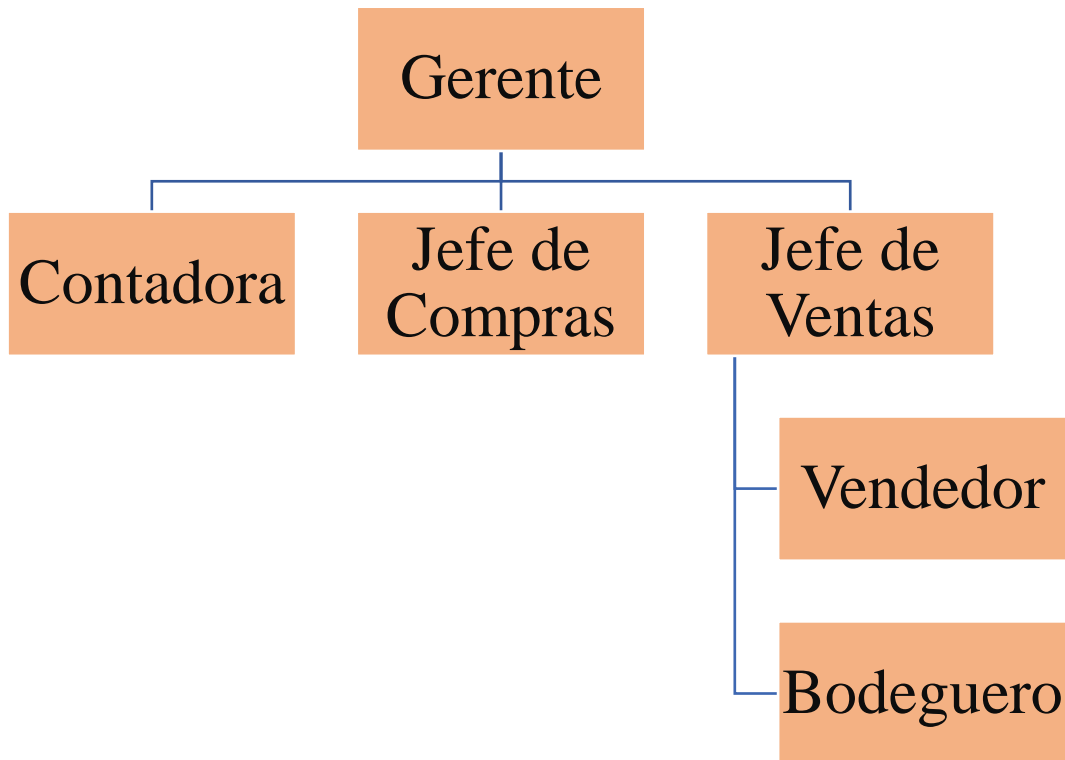 Gerente
Contadora
Jefe de
Compras
Jefe de
Ventas
Vendedor
Bodeguero